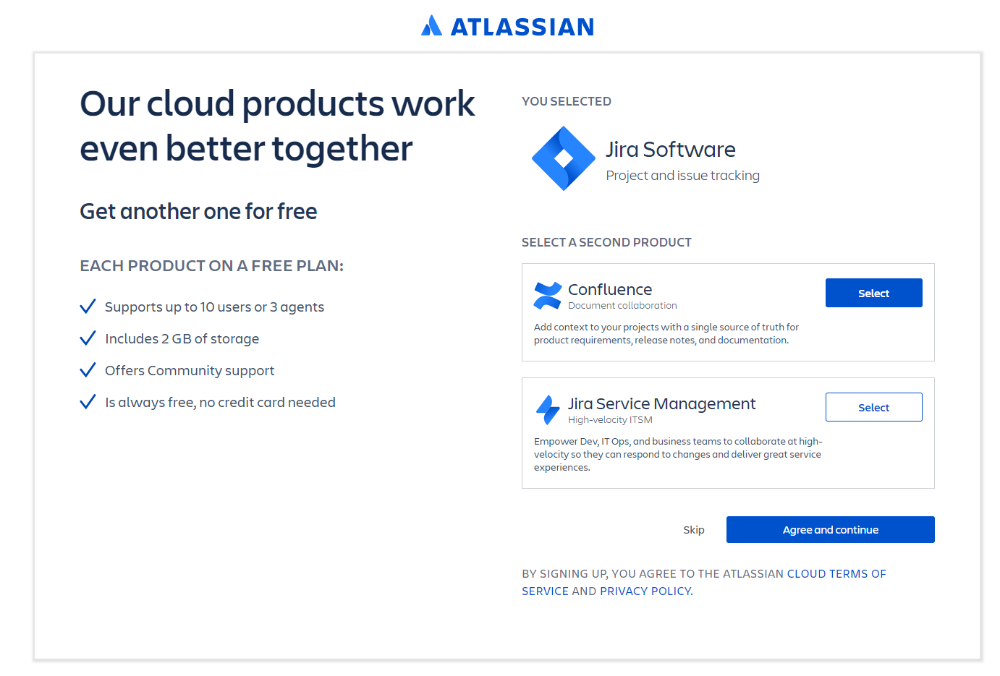 ATLASSIAN
Our cloud products work
even better together
Get another one for free
EACH PRODUCT ON A FREE PLAN:
Supports up to 10 users or 3 agents
Includes 2 GB of storage
Offers Community support
Is always free, no credit card needed
YOU SELECTED
Jira Software
Project and issue tracking
SELECT A SECOND PRODUCT
Confluence
Document collaboration
Select
Add context to your projects with a single source of truth for
product requirements, release notes, and documentation.
Jira Service Management
High-velocity ITSM
Select
Empower Dev, IT Ops, and business teams to collaborate at high-
velocity so they can respond to changes and deliver great service
experiences.
Skip
Agree and continue
BY SIGNING UP, YOU AGREE TO THE ATLASSIAN CLOUD TERMS OF
SERVICE AND PRIVACY POLICY.